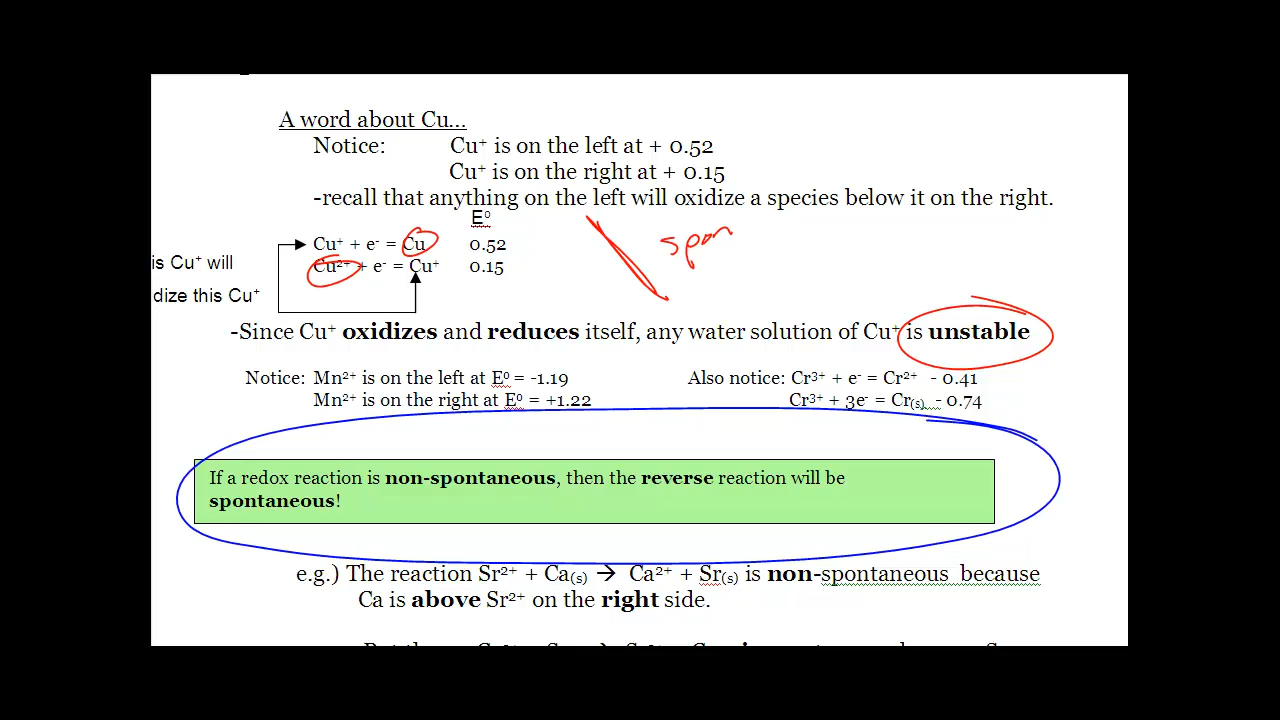 A word about Cu...
Notice: Cu⁺ is on the left at + 0.52
Cu⁺ is on the right at + 0.15
-recall that anything on the left will oxidize a species below it on the right.
E⁰
Cu⁺ + e⁻ = Cu 0.52
spon
is Cu⁺ will
Cu²⁺ + e⁻ = Cu⁺ 0.15
dize this Cu⁺
-Since Cu⁺ oxidizes and reduces itself, any water solution of Cu⁺ is unstable
Notice: Mn²⁺ is on the left at E⁰ = -1.19 Also notice: Cr³⁺ + e⁻ = Cr²⁺ - 0.41
Mn²⁺ is on the right at E⁰ = +1.22 Cr³⁺ + 3e⁻ = Cr(s) - 0.74
If a redox reaction is non-spontaneous, then the reverse reaction will be
spontaneous!
e.g.) The reaction Sr²⁺ + Ca(s) → Ca²⁺ + Sr(s) is non-spontaneous because
Ca is above Sr²⁺ on the right side.